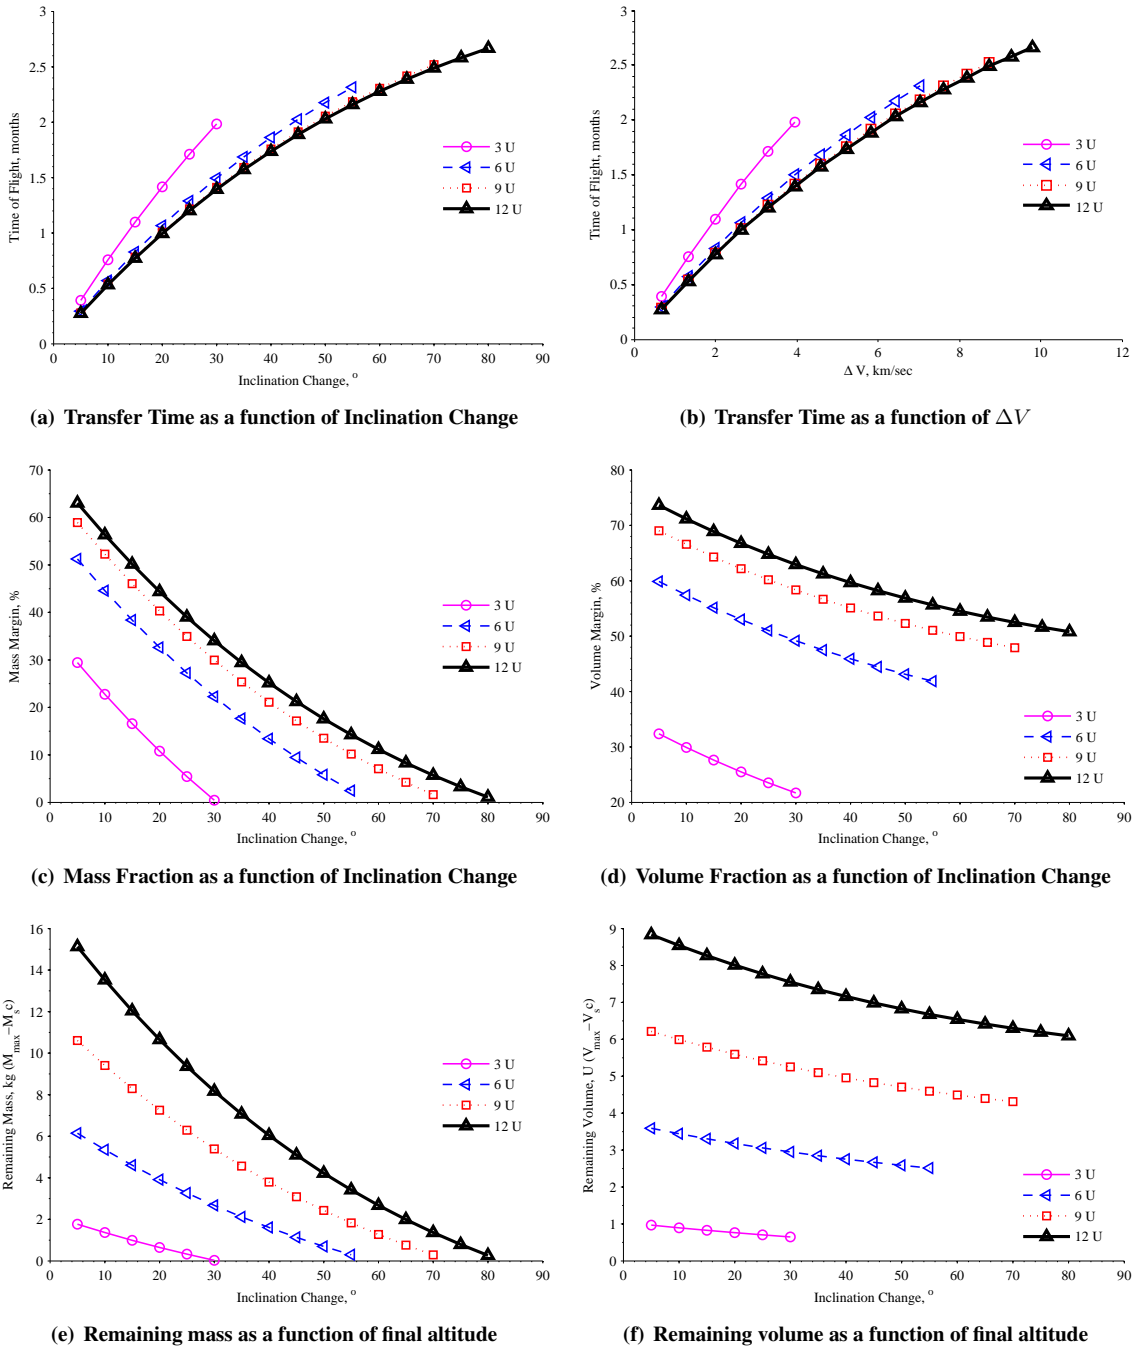 3
2.5
2
1.5
1
0.5
0
0 10 20 30 40 50 60 70 80 90
Time of Flight, months
Inclination Change, °
3 U
6 U
9 U
12 U
(a) Transfer Time as a function of Inclination Change
3
2.5
2
1.5
1
0.5
0
0 2 4 6 8 10 12
Time of Flight, months
Δ V, km/sec
3 U
6 U
9 U
12 U
(b) Transfer Time as a function of ΔV
70
60
50
40
30
20
10
0
0 10 20 30 40 50 60 70 80 90
Mass Margin, %
Inclination Change, °
3 U
6 U
9 U
12 U
(c) Mass Fraction as a function of Inclination Change
80
70
60
50
40
30
20
0 10 20 30 40 50 60 70 80 90
Volume Margin, %
Inclination Change, °
3 U
6 U
9 U
12 U
(d) Volume Fraction as a function of Inclination Change
16
14
12
10
8
6
4
2
0
0 10 20 30 40 50 60 70 80 90
Remaining Mass, kg (M_max−M_sc)
Inclination Change, °
3 U
6 U
9 U
12 U
(e) Remaining mass as a function of final altitude
9
8
7
6
5
4
3
2
1
0
0 10 20 30 40 50 60 70 80 90
Remaining Volume, U (V_max−V_sc)
Inclination Change, °
3 U
6 U
9 U
12 U
(f) Remaining volume as a function of final altitude